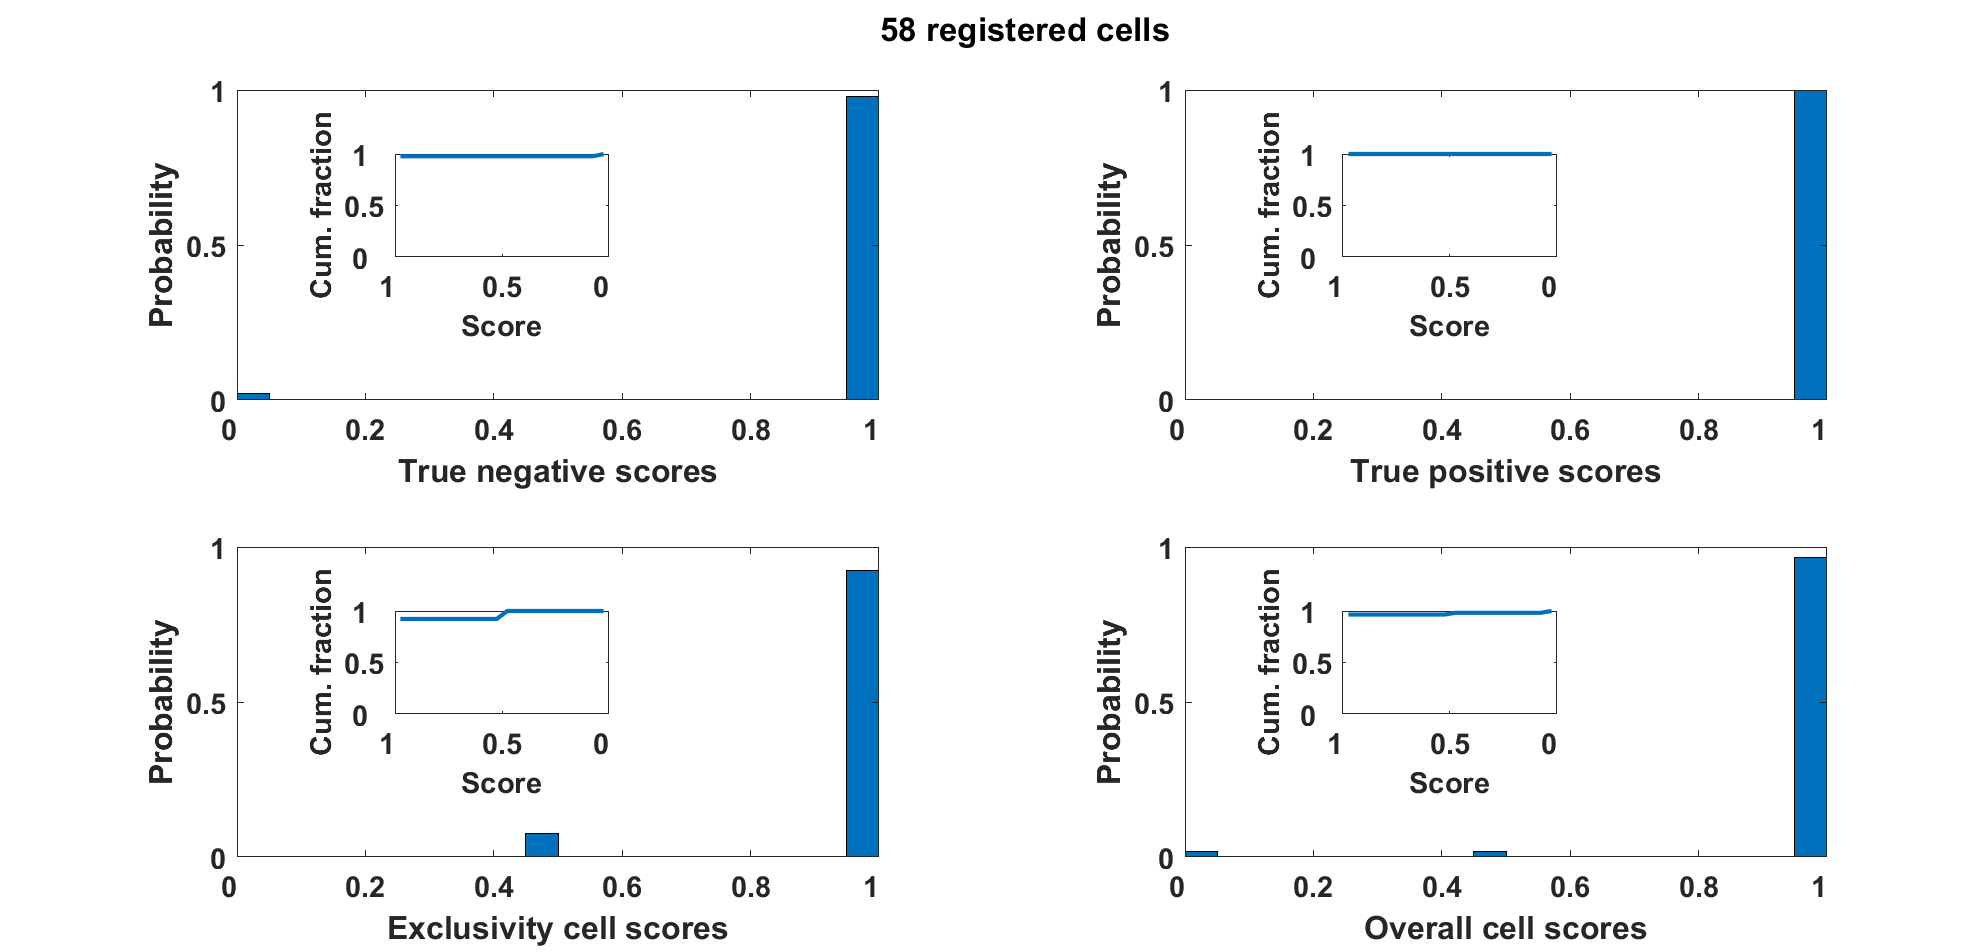 58 registered cells
1
0.5
0
Probability
0 0.2 0.4 0.6 0.8 1
True negative scores
1
0.5
0
Cum. fraction
1 0.5 0
Score
1
0.5
0
Probability
0 0.2 0.4 0.6 0.8 1
True positive scores
1
0.5
0
Cum. fraction
1 0.5 0
Score
1
0.5
0
Probability
0 0.2 0.4 0.6 0.8 1
Exclusivity cell scores
1
0.5
0
Cum. fraction
1 0.5 0
Score
1
0.5
0
Probability
0 0.2 0.4 0.6 0.8 1
Overall cell scores
1
0.5
0
Cum. fraction
1 0.5 0
Score